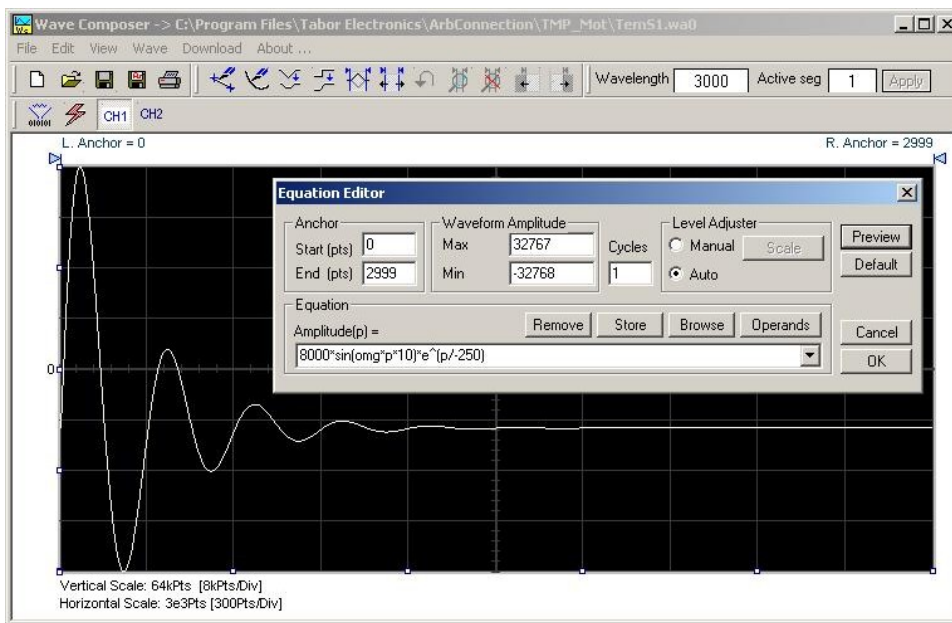 Wave Composer -> C:\Program Files\Tabor Electronics\ArbConnection\TMP_Mot\TemS1.wa0
File Edit View Wave Download About ...
Wavelength 3000 Active seg 1 Apply
010101 CH1 CH2
L. Anchor = 0 R. Anchor = 2999
Equation Editor
Anchor Waveform Amplitude Level Adjuster
Start (pts) 0 Max 32767 Cycles Manual Scale Preview
End (pts) 2999 Min -32768 1 Auto Default
Equation
Amplitude(p) = Remove Store Browse Operands Cancel
8000*sin(omg*p*10)*e^(p/-250) OK
0
Vertical Scale: 64kPts [8kPts/Div]
Horizontal Scale: 3e3Pts [300Pts/Div]